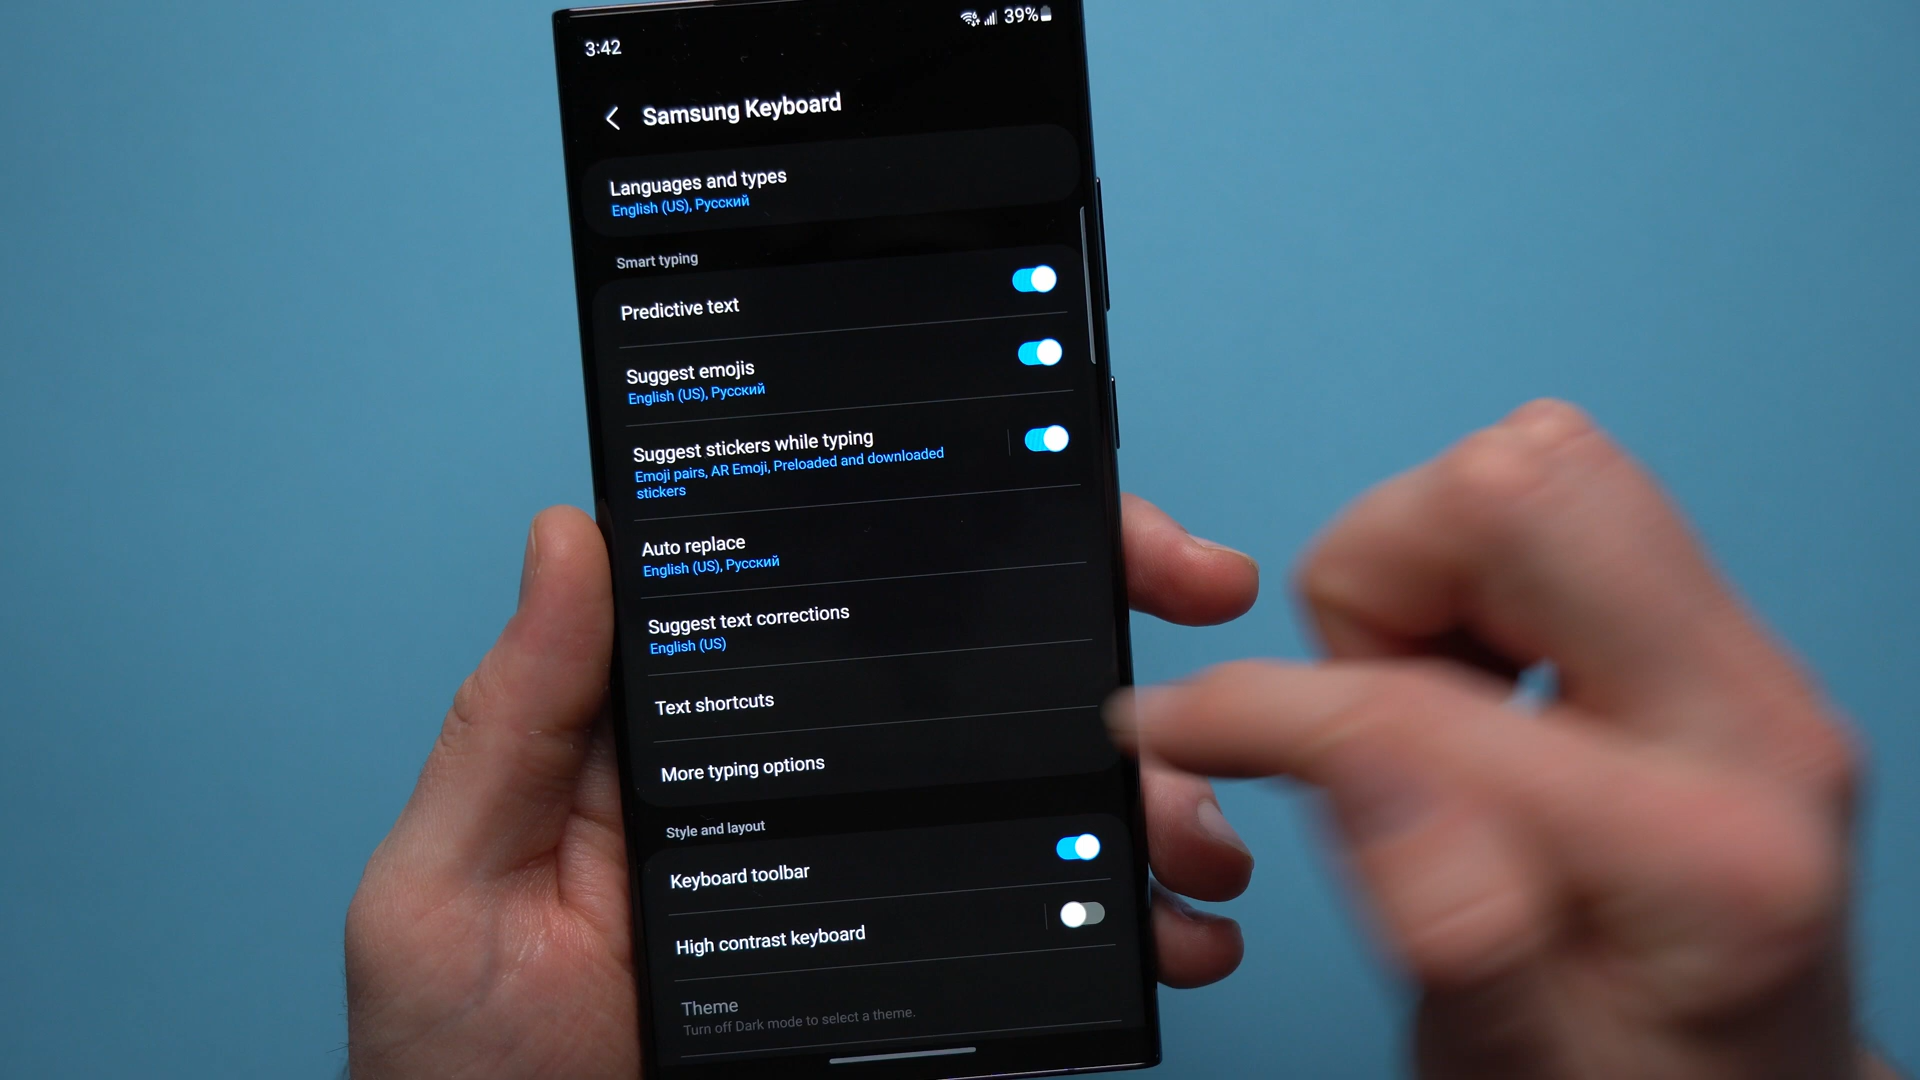 3:42
39%
Samsung Keyboard
Languages and types
English (US), Русский
Smart typing
Predictive text
Suggest emojis
English (US), Русский
Suggest stickers while typing
Emoji pairs, AR Emoji, Preloaded and downloaded
stickers
Auto replace
English (US), Русский
Suggest text corrections
English (US)
Text shortcuts
More typing options
Style and layout
Keyboard toolbar
High contrast keyboard
Theme
Turn off Dark mode to select a theme.